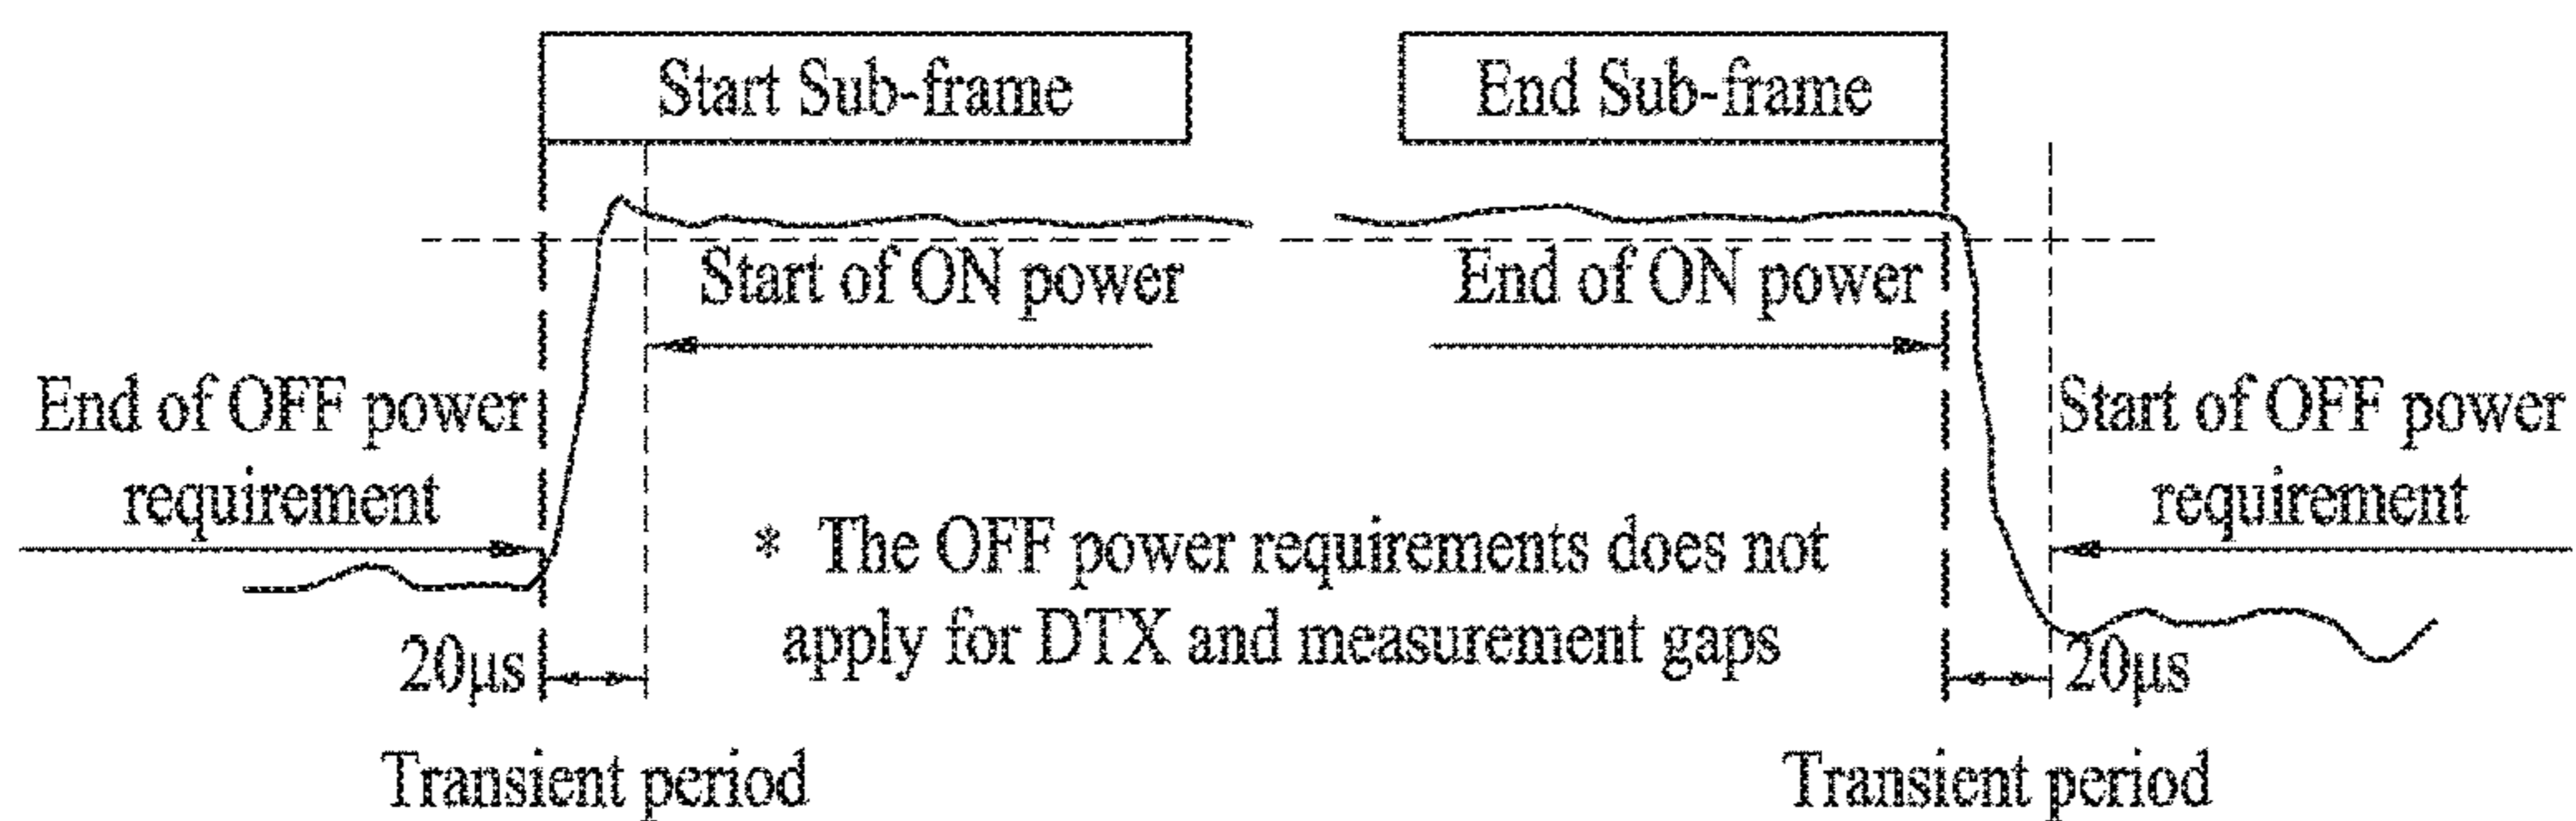 Start Sub-frame
End Sub-frame
Start of ON power
End of ON power
End of OFF power
requirement
Start of OFF power
requirement
* The OFF power requirements does not
apply for DTX and measurement gaps
20μs
20μs
Transient period
Transient period